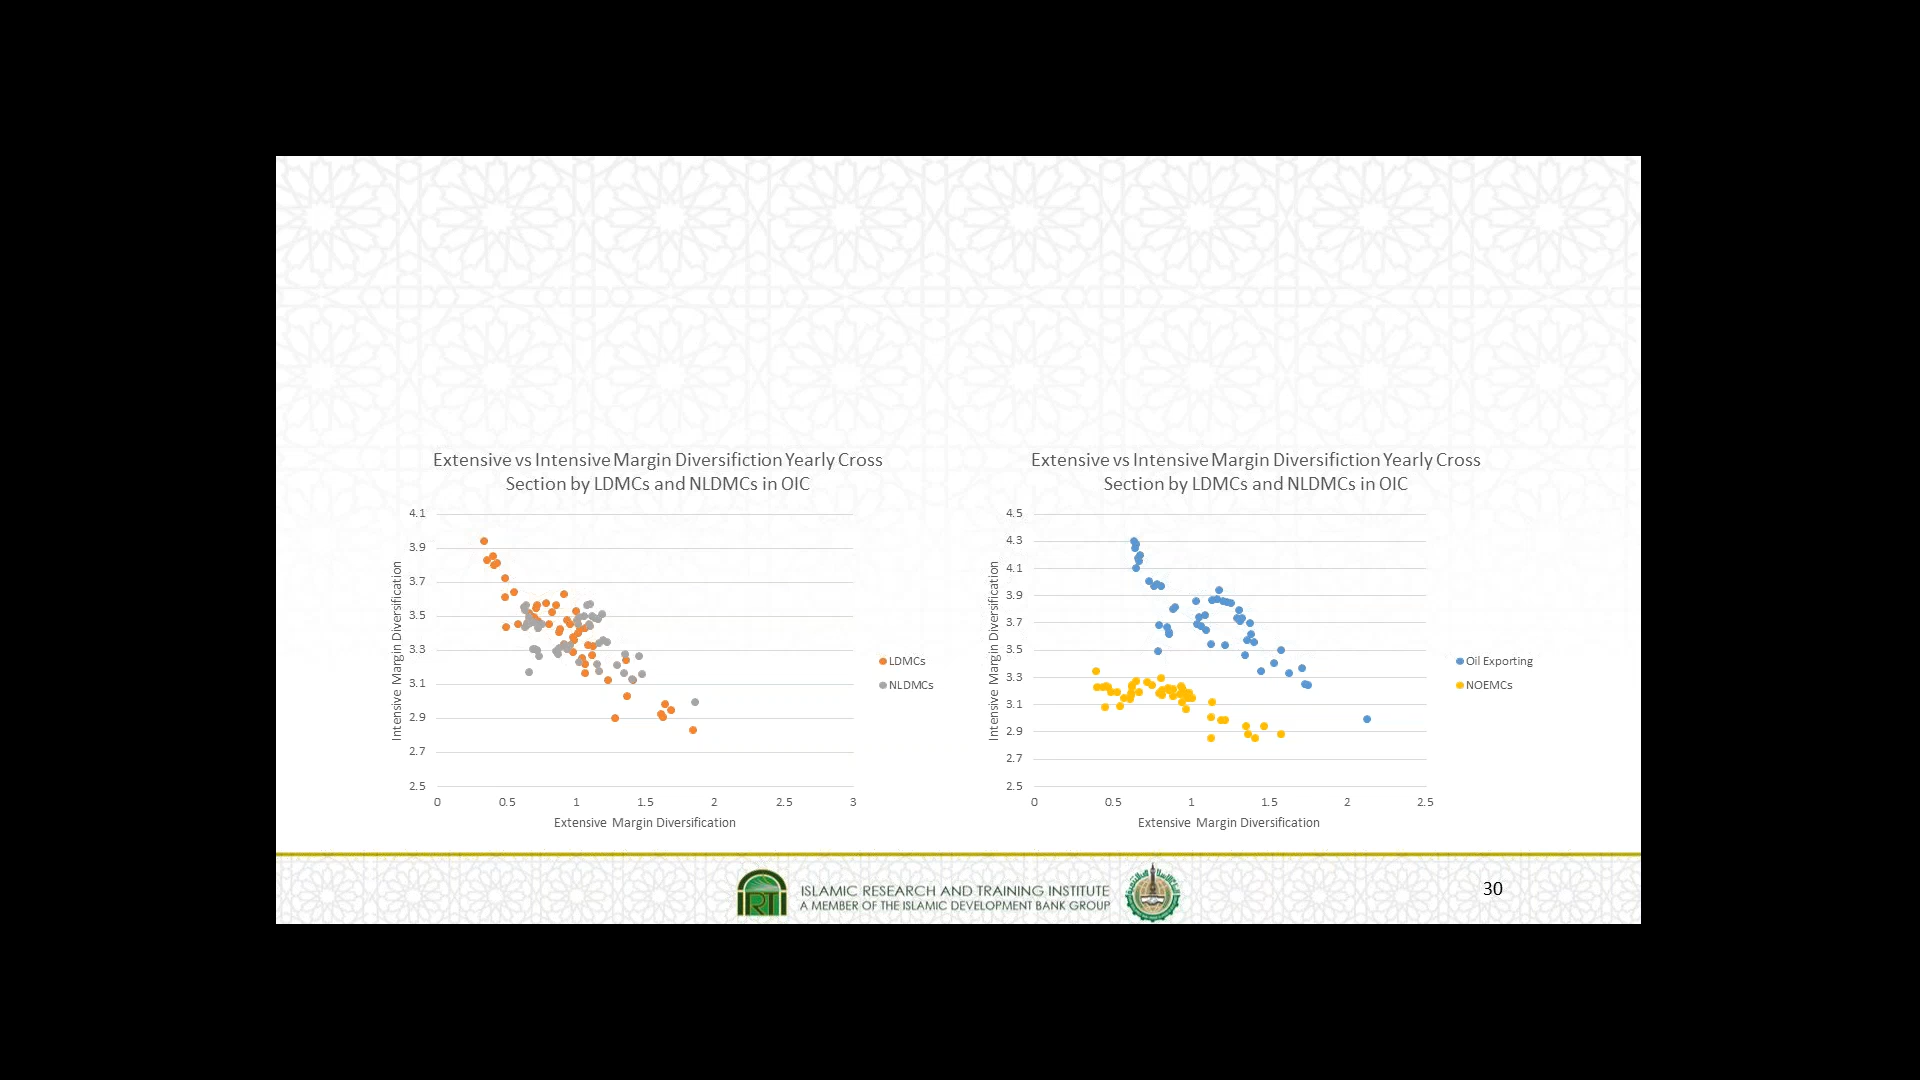 Extensive vs Intensive Margin Diversifiction Yearly Cross
Section by LDMCs and NLDMCs in OIC
4.1
3.9
3.7
3.5
3.3
3.1
2.9
2.7
2.5
Intensive Margin Diversification
0 0.5 1 1.5 2 2.5 3
Extensive Margin Diversification
LDMCs
NLDMCs
Extensive vs Intensive Margin Diversifiction Yearly Cross
Section by LDMCs and NLDMCs in OIC
4.5
4.3
4.1
3.9
3.7
3.5
3.3
3.1
2.9
2.7
2.5
Intensive Margin Diversification
0 0.5 1 1.5 2 2.5
Extensive Margin Diversification
Oil Exporting
NOEMCs
IRTI
ISLAMIC RESEARCH AND TRAINING INSTITUTE
A MEMBER OF THE ISLAMIC DEVELOPMENT BANK GROUP
30